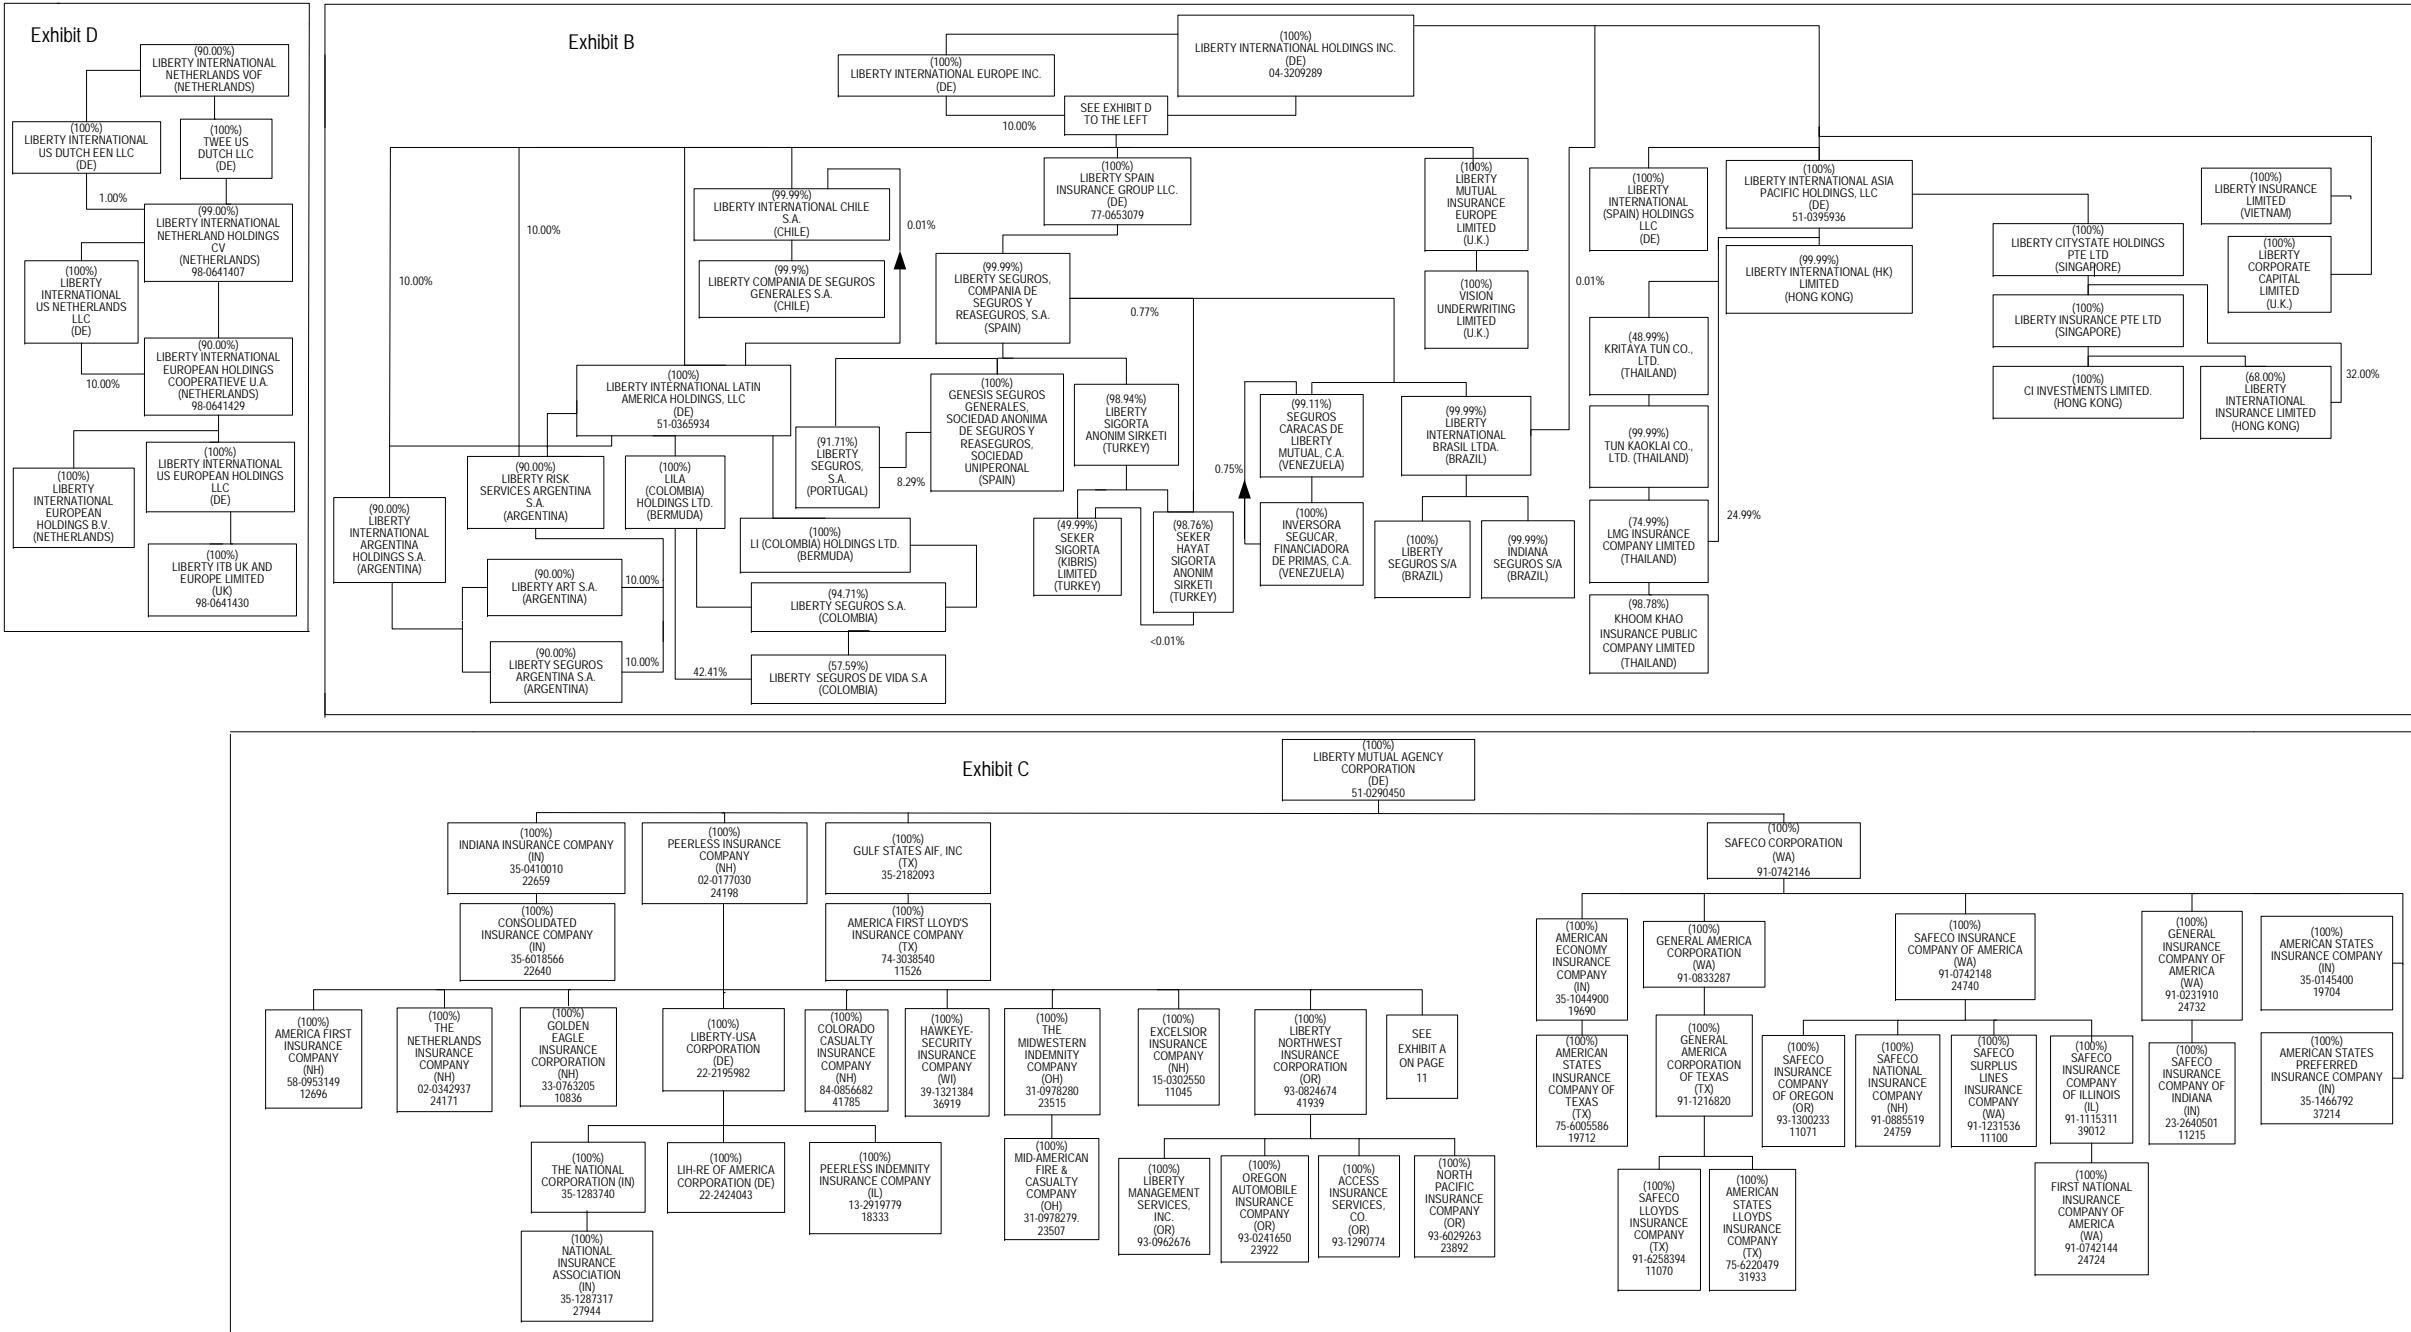 Exhibit D
(90.00%)
LIBERTY INTERNATIONAL
NETHERLANDS VOF
(NETHERLANDS)
(100%)
LIBERTY INTERNATIONAL
US DUTCH EEN LLC
(DE)
(100%)
TWEE US
DUTCH LLC
(DE)
1.00%
(99.00%)
LIBERTY INTERNATIONAL
NETHERLAND HOLDINGS
CV
(NETHERLANDS)
98-0641407
(100%)
LIBERTY
INTERNATIONAL
US NETHERLANDS
LLC
(DE)
10.00%
(90.00%)
LIBERTY INTERNATIONAL
EUROPEAN HOLDINGS
COOPERATIEVE U.A.
(NETHERLANDS)
98-0641429
(100%)
LIBERTY
INTERNATIONAL
EUROPEAN
HOLDINGS B.V.
(NETHERLANDS)
(100%)
LIBERTY INTERNATIONAL
US EUROPEAN HOLDINGS
LLC
(DE)
(100%)
LIBERTY ITB UK AND
EUROPE LIMITED
(UK)
98-0641430
Exhibit B
(100%)
LIBERTY INTERNATIONAL HOLDINGS INC.
(DE)
04-3209289
(100%)
LIBERTY INTERNATIONAL EUROPE INC.
(DE)
SEE EXHIBIT D
TO THE LEFT
10.00%
10.00%
10.00%
(99.99%)
LIBERTY INTERNATIONAL CHILE
S.A.
(CHILE)
0.01%
(99.9%)
LIBERTY COMPANIA DE SEGUROS
GENERALES S.A.
(CHILE)
(100%)
LIBERTY SPAIN
INSURANCE GROUP LLC.
(DE)
77-0653079
(99.99%)
LIBERTY SEGUROS,
COMPANIA DE
SEGUROS Y
REASEGUROS, S.A.
(SPAIN)
0.77%
(100%)
LIBERTY
MUTUAL
INSURANCE
EUROPE
LIMITED
(U.K.)
(100%)
VISION
UNDERWRITING
LIMITED
(U.K.)
0.01%
(100%)
LIBERTY
INTERNATIONAL
(SPAIN) HOLDINGS
LLC
(DE)
(100%)
LIBERTY INTERNATIONAL ASIA
PACIFIC HOLDINGS, LLC
(DE)
51-0395936
(99.99%)
LIBERTY INTERNATIONAL (HK)
LIMITED
(HONG KONG)
(100%)
LIBERTY INSURANCE
LIMITED
(VIETNAM)
(100%)
LIBERTY CITYSTATE HOLDINGS
PTE LTD
(SINGAPORE)
(100%)
LIBERTY
CORPORATE
CAPITAL
LIMITED
(U.K.)
(100%)
LIBERTY INSURANCE PTE LTD
(SINGAPORE)
(100%)
CI INVESTMENTS LIMITED.
(HONG KONG)
(68.00%)
LIBERTY
INTERNATIONAL
INSURANCE LIMITED
(HONG KONG)
32.00%
(48.99%)
KRITAYA TUN CO.,
LTD.
(THAILAND)
(99.99%)
TUN KAOKLAI CO.,
LTD. (THAILAND)
(74.99%)
LMG INSURANCE
COMPANY LIMITED
(THAILAND)
24.99%
(98.78%)
KHOOM KHAO
INSURANCE PUBLIC
COMPANY LIMITED
(THAILAND)
(100%)
LIBERTY INTERNATIONAL LATIN
AMERICA HOLDINGS, LLC
(DE)
51-0365934
(90.00%)
LIBERTY
INTERNATIONAL
ARGENTINA
HOLDINGS S.A.
(ARGENTINA)
(90.00%)
LIBERTY RISK
SERVICES ARGENTINA
S.A.
(ARGENTINA)
(100%)
LILA
(COLOMBIA)
HOLDINGS LTD.
(BERMUDA)
(100%)
LI (COLOMBIA) HOLDINGS LTD.
(BERMUDA)
(90.00%)
LIBERTY ART S.A.
(ARGENTINA)
10.00%
(90.00%)
LIBERTY SEGUROS
ARGENTINA S.A.
(ARGENTINA)
10.00%
(94.71%)
LIBERTY SEGUROS S.A.
(COLOMBIA)
42.41%
(57.59%)
LIBERTY SEGUROS DE VIDA S.A
(COLOMBIA)
(91.71%)
LIBERTY
SEGUROS,
S.A.
(PORTUGAL)
8.29%
(100%)
GENESIS SEGUROS
GENERALES,
SOCIEDAD ANONIMA
DE SEGUROS Y
REASEGUROS,
SOCIEDAD
UNIPERONAL
(SPAIN)
(98.94%)
LIBERTY
SIGORTA
ANONIM SIRKETI
(TURKEY)
(49.99%)
SEKER
SIGORTA
(KIBRIS)
LIMITED
(TURKEY)
(98.76%)
SEKER
HAYAT
SIGORTA
ANONIM
SIRKETI
(TURKEY)
<0.01%
(99.11%)
SEGUROS
CARACAS DE
LIBERTY
MUTUAL, C.A.
(VENEZUELA)
0.75%
(100%)
INVERSORA
SEGUCAR,
FINANCIADORA
DE PRIMAS, C.A.
(VENEZUELA)
(99.99%)
LIBERTY
INTERNATIONAL
BRASIL LTDA.
(BRAZIL)
(100%)
LIBERTY
SEGUROS S/A
(BRAZIL)
(99.99%)
INDIANA
SEGUROS S/A
(BRAZIL)
Exhibit C
(100%)
LIBERTY MUTUAL AGENCY
CORPORATION
(DE)
51-0290450
(100%)
INDIANA INSURANCE COMPANY
(IN)
35-0410010
22659
(100%)
PEERLESS INSURANCE
COMPANY
(NH)
02-0177030
24198
(100%)
GULF STATES AIF, INC
(TX)
35-2182093
(100%)
SAFECO CORPORATION
(WA)
91-0742146
(100%)
CONSOLIDATED
INSURANCE COMPANY
(IN)
35-6018566
22640
(100%)
AMERICA FIRST LLOYD'S
INSURANCE COMPANY
(TX)
74-3038540
11526
(100%)
AMERICA FIRST
INSURANCE
COMPANY
(NH)
58-0953149
12696
(100%)
THE
NETHERLANDS
INSURANCE
COMPANY
(NH)
02-0342937
24171
(100%)
GOLDEN
EAGLE
INSURANCE
CORPORATION
(NH)
33-0763205
10836
(100%)
LIBERTY-USA
CORPORATION
(DE)
22-2195982
(100%)
COLORADO
CASUALTY
INSURANCE
COMPANY
(NH)
84-0856682
41785
(100%)
HAWKEYE-
SECURITY
INSURANCE
COMPANY
(WI)
39-1321384
36919
(100%)
THE
MIDWESTERN
INDEMNITY
COMPANY
(OH)
31-0978280
23515
(100%)
EXCELSIOR
INSURANCE
COMPANY
(NH)
15-0302550
11045
(100%)
LIBERTY
NORTHWEST
INSURANCE
CORPORATION
(OR)
93-0824674
41939
SEE
EXHIBIT A
ON PAGE
11
(100%)
THE NATIONAL
CORPORATION (IN)
35-1283740
(100%)
LIH-RE OF AMERICA
CORPORATION (DE)
22-2424043
(100%)
PEERLESS INDEMNITY
INSURANCE COMPANY
(IL)
13-2919779
18333
(100%)
MID-AMERICAN
FIRE &
CASUALTY
COMPANY
(OH)
31-0978279.
23507
(100%)
LIBERTY
MANAGEMENT
SERVICES,
INC.
(OR)
93-0962676
(100%)
OREGON
AUTOMOBILE
INSURANCE
COMPANY
(OR)
93-0241650
23922
(100%)
ACCESS
INSURANCE
SERVICES,
CO.
(OR)
93-1290774
(100%)
NORTH
PACIFIC
INSURANCE
COMPANY
(OR)
93-6029263
23892
(100%)
NATIONAL
INSURANCE
ASSOCIATION
(IN)
35-1287317
27944
(100%)
AMERICAN
ECONOMY
INSURANCE
COMPANY
(IN)
35-1044900
19690
(100%)
GENERAL AMERICA
CORPORATION
(WA)
91-0833287
(100%)
SAFECO INSURANCE
COMPANY OF AMERICA
(WA)
91-0742148
24740
(100%)
GENERAL
INSURANCE
COMPANY OF
AMERICA
(WA)
91-0231910
24732
(100%)
AMERICAN STATES
INSURANCE COMPANY
(IN)
35-0145400
19704
(100%)
AMERICAN
STATES
INSURANCE
COMPANY OF
TEXAS
(TX)
75-6005586
19712
(100%)
GENERAL
AMERICA
CORPORATION
OF TEXAS
(TX)
91-1216820
(100%)
SAFECO
INSURANCE
COMPANY
OF OREGON
(OR)
93-1300233
11071
(100%)
SAFECO
NATIONAL
INSURANCE
COMPANY
(NH)
91-0885519
24759
(100%)
SAFECO
SURPLUS
LINES
INSURANCE
COMPANY
(WA)
91-1231536
11100
(100%)
SAFECO
INSURANCE
COMPANY
OF ILLINOIS
(IL)
91-1115311
39012
(100%)
SAFECO
INSURANCE
COMPANY OF
INDIANA
(IN)
23-2640501
11215
(100%)
AMERICAN STATES
PREFERRED
INSURANCE COMPANY
(IN)
35-1466792
37214
(100%)
SAFECO
LLOYDS
INSURANCE
COMPANY
(TX)
91-6258394
11070
(100%)
AMERICAN
STATES
LLOYDS
INSURANCE
COMPANY
(TX)
75-6220479
31933
(100%)
FIRST NATIONAL
INSURANCE
COMPANY OF
AMERICA
(WA)
91-0742144
24724